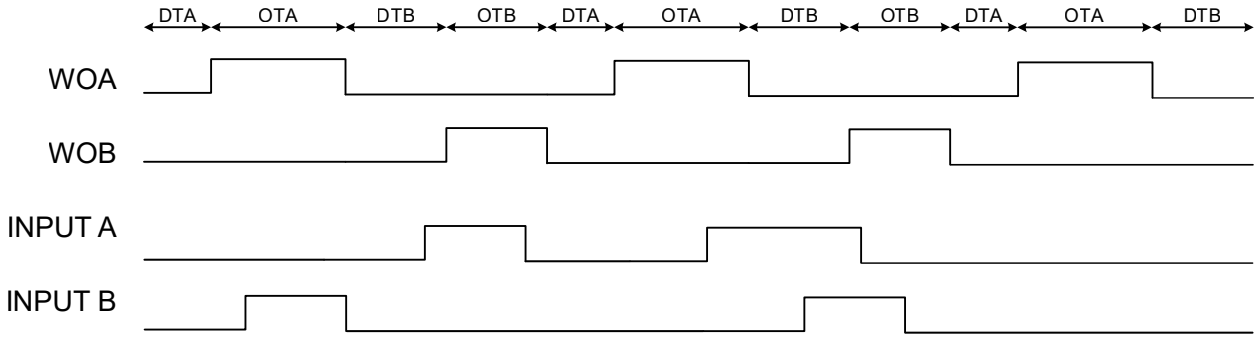 DTA OTA DTB OTB DTA OTA DTB OTB DTA OTA DTB
WOA
WOB
INPUT A
INPUT B